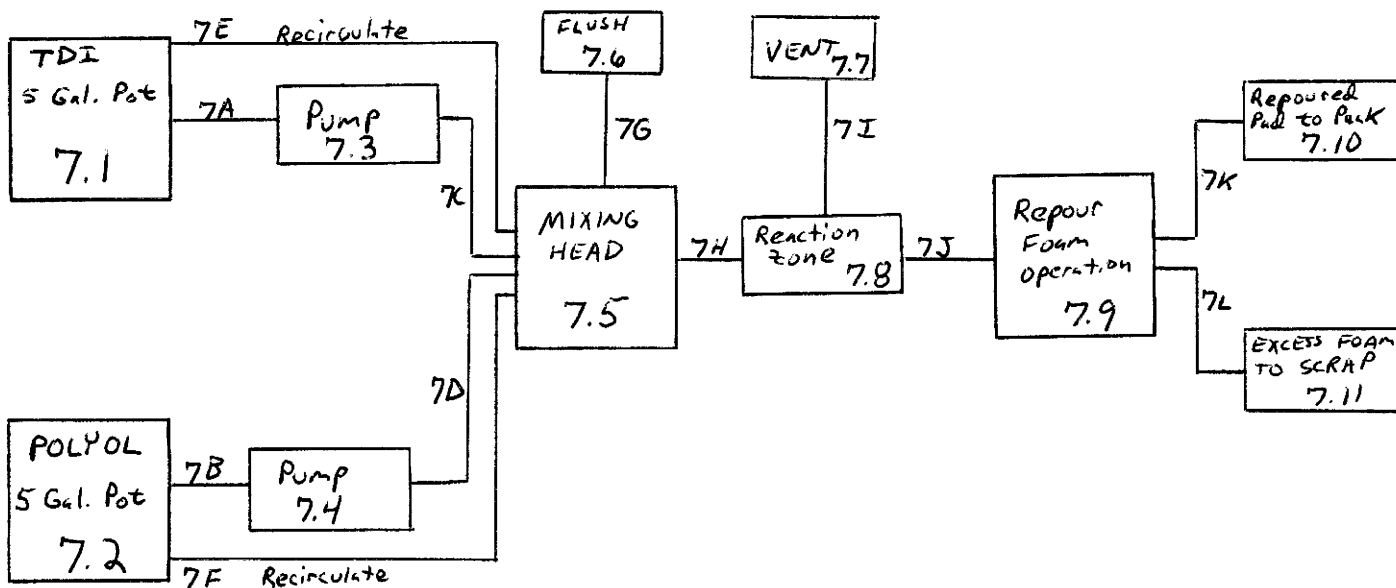 7E Recirculate
TDI
5 Gal. Pot
7.1
7A
Pump
7.3
7C
FLUSH
7.6
7G
VENT
7.7
7I
MIXING
HEAD
7.5
7H
Reaction
Zone
7.8
7J
Repour
Foam
Operation
7.9
7K
Repoured
Pad to Pack
7.10
7L
EXCESS FOAM
TO SCRAP
7.11
7D
POLYOL
5 Gal. Pot
7.2
7B
Pump
7.4
7F Recirculate